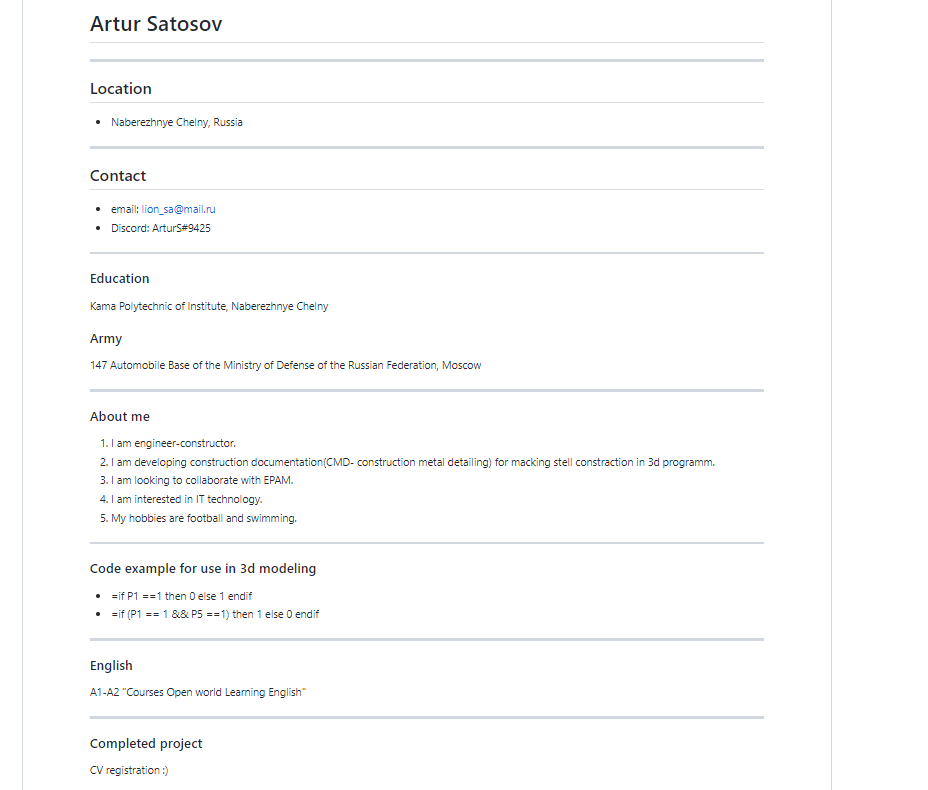 Artur Satosov
Location
• Naberezhnye Chelny, Russia
Contact
• email: lion_sa@mail.ru
• Discord: ArturS#9425
Education
Kama Polytechnic of Institute, Naberezhnye Chelny
Army
147 Automobile Base of the Ministry of Defense of the Russian Federation, Moscow
About me
1. I am engineer-constructor.
2. I am developing construction documentation(CMD- construction metal detailing) for macking stell constraction in 3d programm.
3. I am looking to collaborate with EPAM.
4. I am interested in IT technology.
5. My hobbies are football and swimming.
Code example for use in 3d modeling
• =if P1 ==1 then 0 else 1 endif
• =if (P1 == 1 && P5 ==1) then 1 else 0 endif
English
A1-A2 "Courses Open world Learning English"
Completed project
CV registration :)